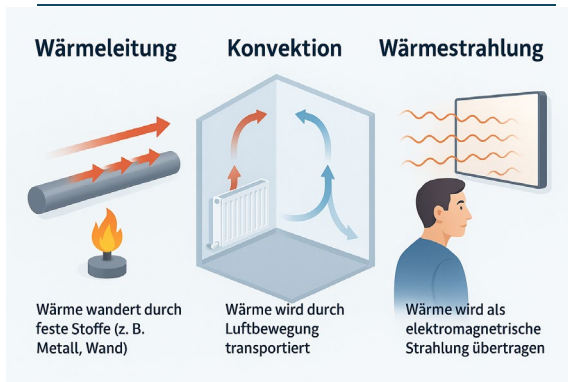 Wärmeleitung
Wärme wandert durch
feste Stoffe (z. B.
Metall, Wand)
Konvektion
Wärme wird durch
Luftbewegung
transportiert
Wärmestrahlung
Wärme wird als
elektromagnetische
Strahlung übertragen